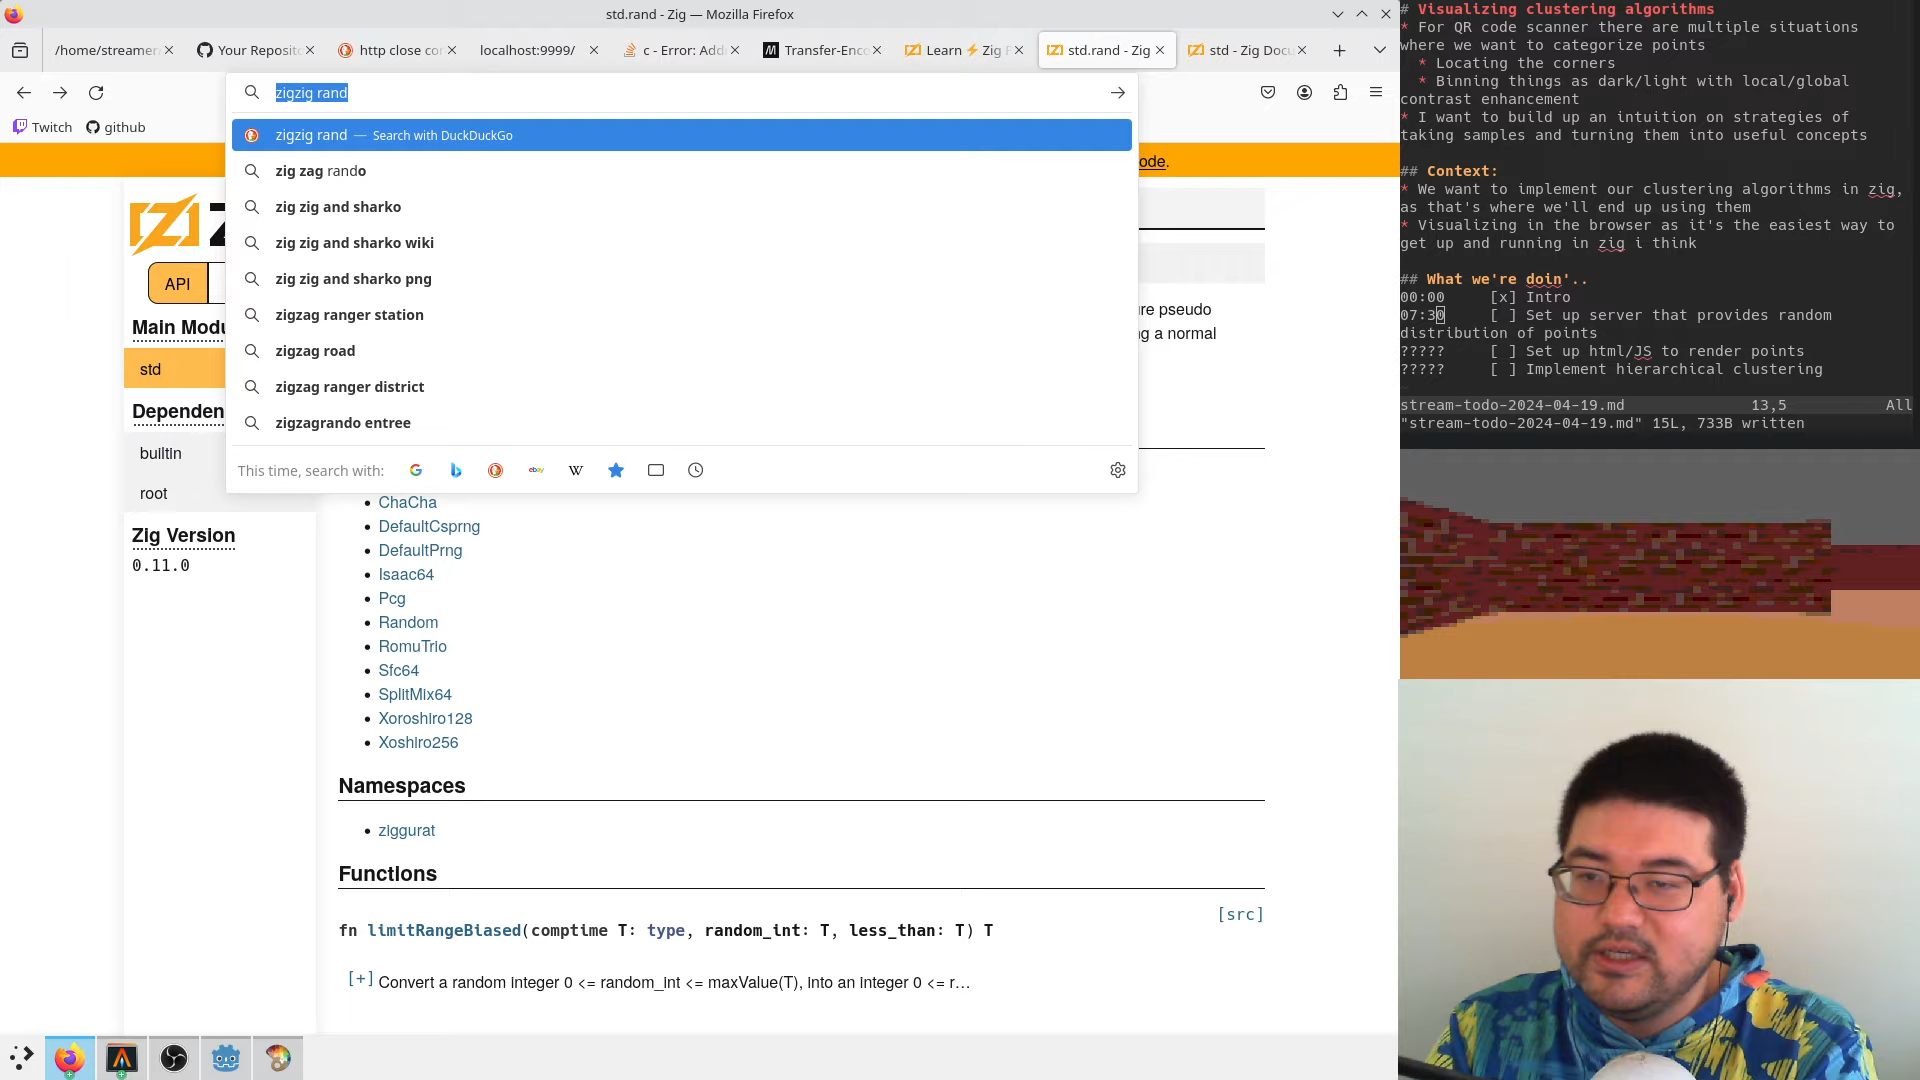 std.rand - Zig — Mozilla Firefox
/home/streamer/
Your Reposito
http close con
localhost:9999/
c - Error: Addr
Transfer-Enco
Learn ⚡ Zig P
std.rand - Zig
std - Zig Docu
zigzig rand
Twitch
github
zigzig rand — Search with DuckDuckGo
zig zag rando
zig zig and sharko
zig zig and sharko wiki
zig zig and sharko png
zigzag ranger station
zigzag road
zigzag ranger district
zigzagrando entree
This time, search with:
ode.
API
Main Modu
std
Dependen
builtin
root
Zig Version
0.11.0
re pseudo
g a normal
ChaCha
DefaultCsprng
DefaultPrng
Isaac64
Pcg
Random
RomuTrio
Sfc64
SplitMix64
Xoroshiro128
Xoshiro256
Namespaces
ziggurat
Functions
[src]
fn limitRangeBiased(comptime T: type, random_int: T, less_than: T) T
[+] Convert a random integer 0 <= random_int <= maxValue(T), into an integer 0 <= r…
# Visualizing clustering algorithms
* For QR code scanner there are multiple situations
where we want to categorize points
* Locating the corners
* Binning things as dark/light with local/global
contrast enhancement
* I want to build up an intuition on strategies of
taking samples and turning them into useful concepts
## Context:
* We want to implement our clustering algorithms in zig,
as that's where we'll end up using them
* Visualizing in the browser as it's the easiest way to
get up and running in zig i think
## What we're doin'..
00:00 [x] Intro
07:30 [ ] Set up server that provides random
distribution of points
????? [ ] Set up html/JS to render points
????? [ ] Implement hierarchical clustering
stream-todo-2024-04-19.md 13,5 All
"stream-todo-2024-04-19.md" 15L, 733B written